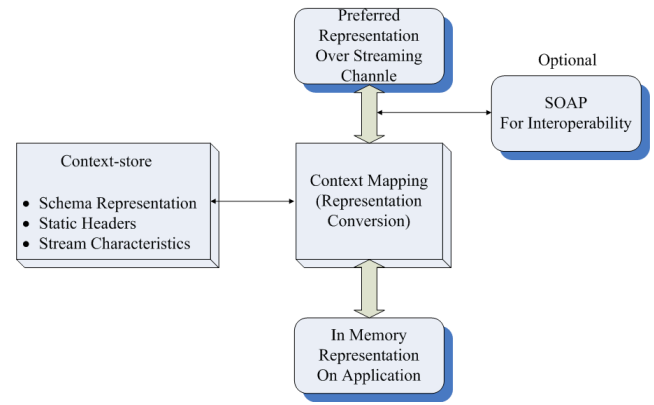 Preferred
Representation
Over Streaming
Channle
Optional
SOAP
For Interoperability
Context-store
• Schema Representation
• Static Headers
• Stream Characteristics
Context Mapping
(Representation
Conversion)
In Memory
Representation
On Application